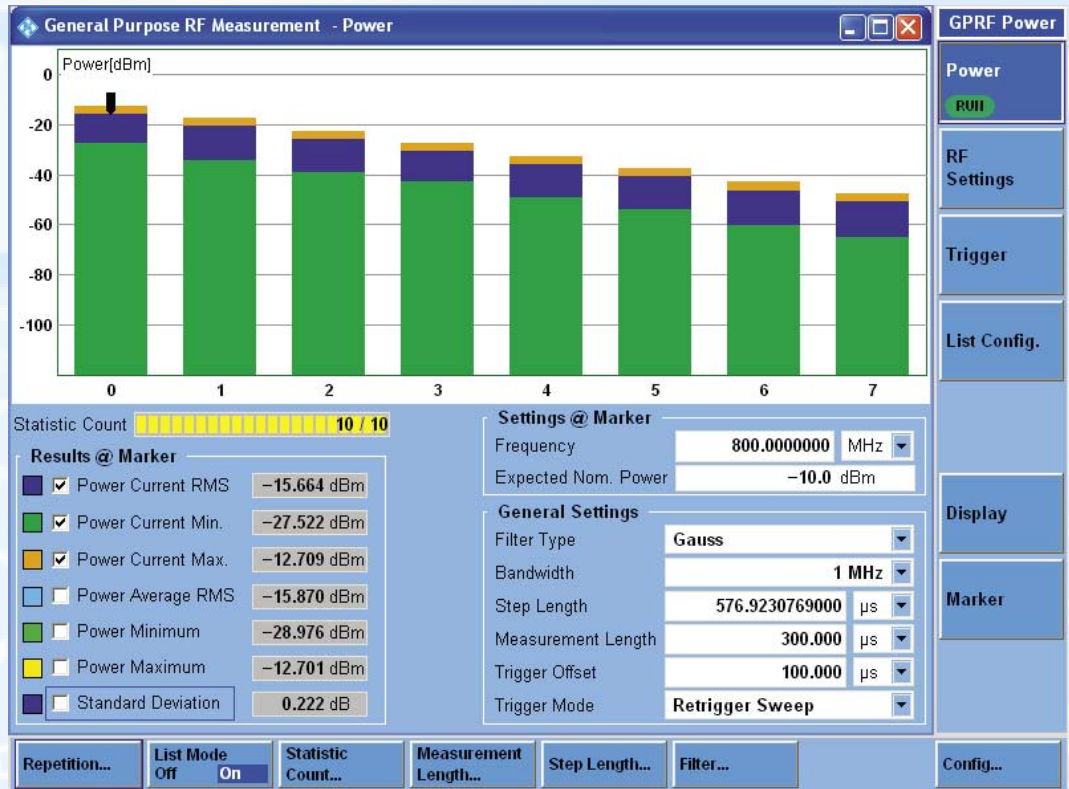 General Purpose RF Measurement - Power
GPRF Power
Power[dBm]
0
-20
-40
-60
-80
-100
0 1 2 3 4 5 6 7
Power
RUN
RF
Settings
Trigger
List Config.
Display
Marker
Statistic Count 10 / 10
Results @ Marker
Power Current RMS −15.664 dBm
Power Current Min. −27.522 dBm
Power Current Max. −12.709 dBm
Power Average RMS −15.870 dBm
Power Minimum −28.976 dBm
Power Maximum −12.701 dBm
Standard Deviation 0.222 dB
Settings @ Marker
Frequency 800.0000000 MHz
Expected Nom. Power −10.0 dBm
General Settings
Filter Type Gauss
Bandwidth 1 MHz
Step Length 576.9230769000 µs
Measurement Length 300.000 µs
Trigger Offset 100.000 µs
Trigger Mode Retrigger Sweep
Repetition...
List Mode
Off On
Statistic
Count...
Measurement
Length...
Step Length...
Filter...
Config...